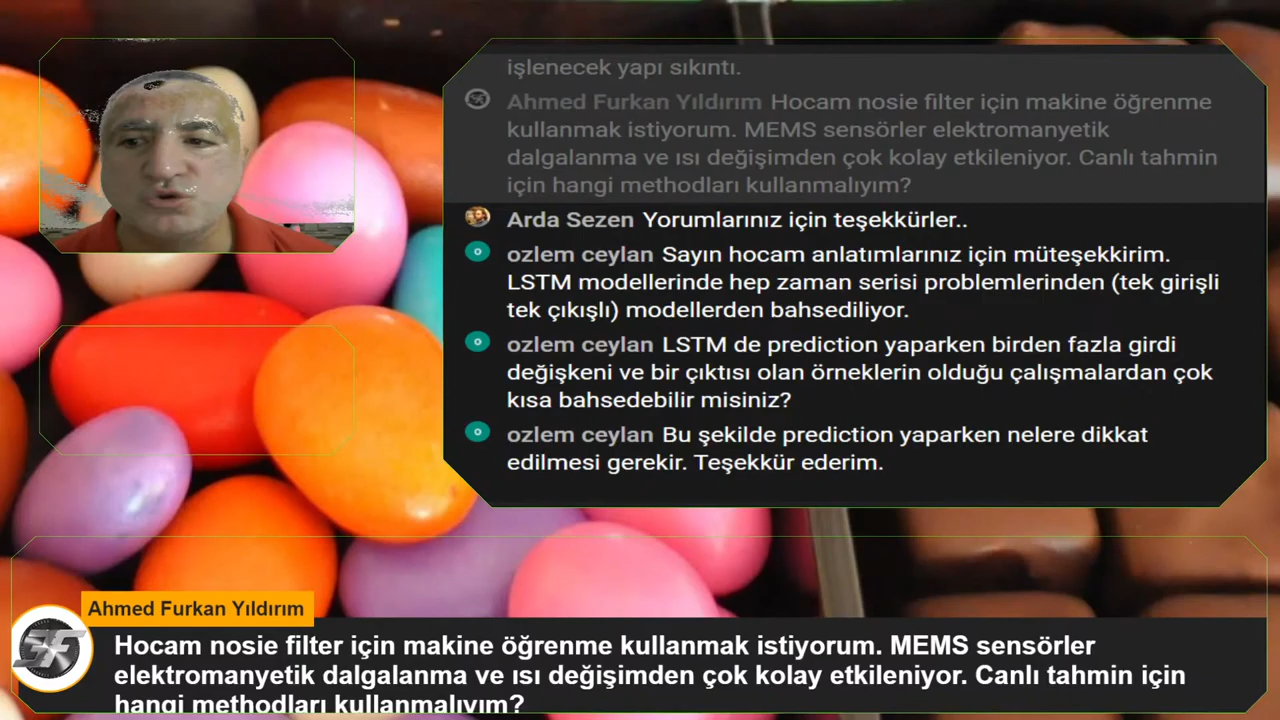 işlenecek yapı sıkıntı.
Ahmed Furkan Yıldırım Hocam nosie filter için makine öğrenme
kullanmak istiyorum. MEMS sensörler elektromanyetik
dalgalanma ve ısı değişimden çok kolay etkileniyor. Canlı tahmin
için hangi methodları kullanmalıyım?
Arda Sezen Yorumlarınız için teşekkürler..
ozlem ceylan Sayın hocam anlatımlarınız için müteşekkirim.
LSTM modellerinde hep zaman serisi problemlerinden (tek girişli
tek çıkışlı) modellerden bahsediliyor.
ozlem ceylan LSTM de prediction yaparken birden fazla girdi
değişkeni ve bir çıktısı olan örneklerin olduğu çalışmalardan çok
kısa bahsedebilir misiniz?
ozlem ceylan Bu şekilde prediction yaparken nelere dikkat
edilmesi gerekir. Teşekkür ederim.
Ahmed Furkan Yıldırım
Hocam nosie filter için makine öğrenme kullanmak istiyorum. MEMS sensörler
elektromanyetik dalgalanma ve ısı değişimden çok kolay etkileniyor. Canlı tahmin için
hangi methodları kullanmalıyım?